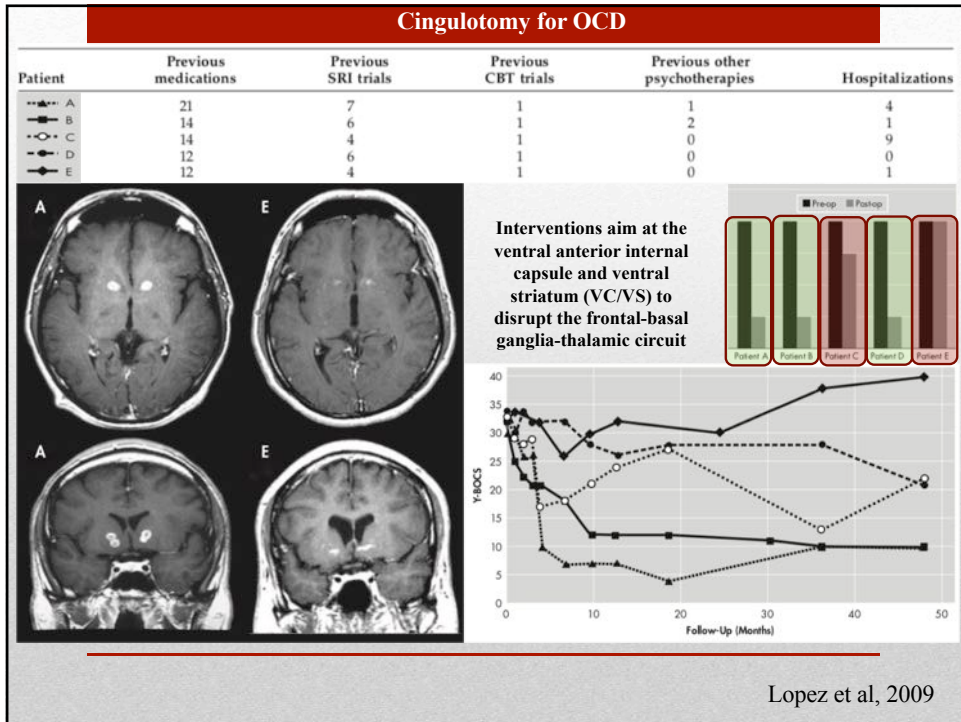 Cingulotomy for OCD
Previous Previous Previous Previous other
Patient medications SRI trials CBT trials psychotherapies Hospitalizations
A 21 7 1 1 4
B 14 6 1 2 1
C 14 4 1 0 9
D 12 6 1 0 0
E 12 4 1 0 1
A
E
A
E
Interventions aim at the
ventral anterior internal
capsule and ventral
striatum (VC/VS) to
disrupt the frontal-basal
ganglia-thalamic circuit
Pre-op Post-op
Patient A Patient B Patient C Patient D Patient E
40
35
30
25
20
15
10
5
0
Y-BOCS
0 10 20 30 40 50
Follow-Up (Months)
Lopez et al, 2009